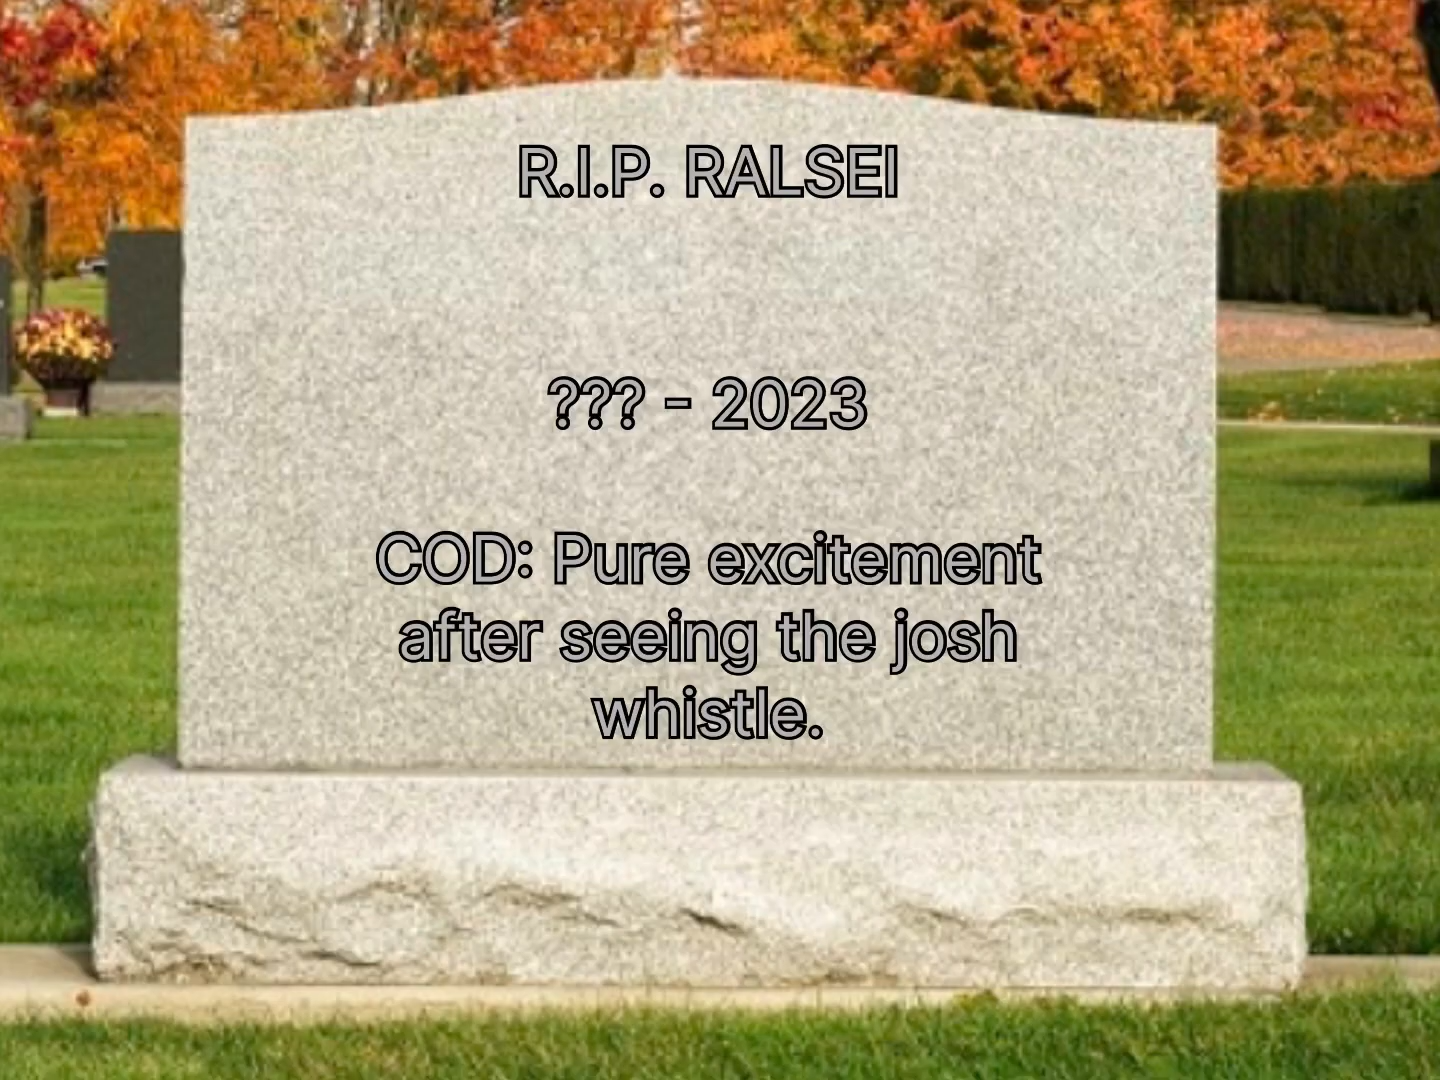 R.I.P. RALSEI
??? - 2023
COD: Pure excitement
after seeing the josh
whistle.